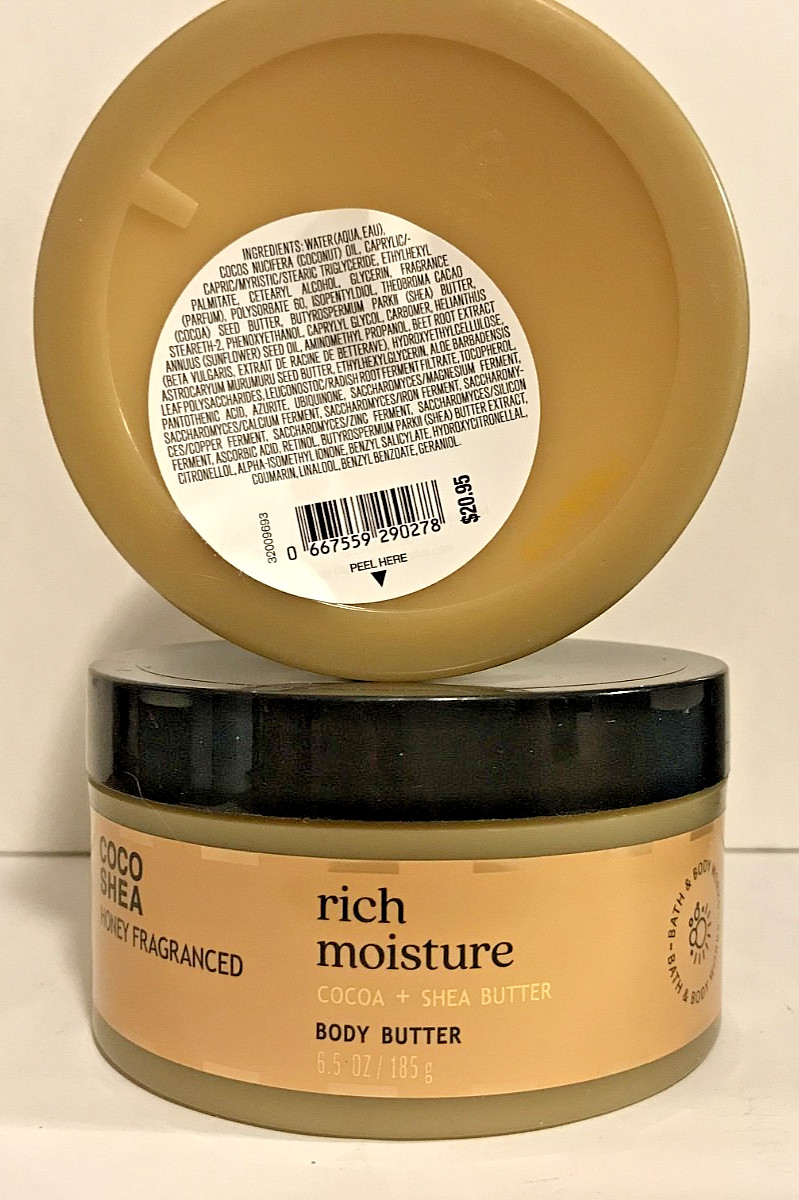 INGREDIENTS: WATER (AQUA, EAU),
COCOS NUCIFERA (COCONUT) OIL, CAPRYLIC/-
CAPRIC/MYRISTIC/STEARIC TRIGLYCERIDE, ETHYLHEXYL
PALMITATE, CETEARYL ALCOHOL, GLYCERIN, FRAGRANCE
(PARFUM), POLYSORBATE 60, ISOPENTYLDIOL, THEOBROMA CACAO
(COCOA) SEED BUTTER, BUTYROSPERMUM PARKII (SHEA) BUTTER,
STEARETH-2, PHENOXYETHANOL, CAPRYLYL GLYCOL, CARBOMER, HELIANTHUS
ANNUUS (SUNFLOWER) SEED OIL, AMINOMETHYL PROPANOL, BEET ROOT EXTRACT
(BETA VULGARIS, EXTRAIT DE RACINE DE BETTERAVE), HYDROXYETHYLCELLULOSE,
ASTROCARYUM MURUMURU SEED BUTTER, ETHYLHEXYLGLYCERIN, ALOE BARBADENSIS
LEAF POLYSACCHARIDES, LEUCONOSTOC/RADISH ROOT FERMENT FILTRATE, TOCOPHEROL,
PANTOTHENIC ACID, AZURITE, UBIQUINONE, SACCHAROMYCES/MAGNESIUM FERMENT,
SACCHAROMYCES/CALCIUM FERMENT, SACCHAROMYCES/IRON FERMENT, SACCHAROMY-
CES/COPPER FERMENT, SACCHAROMYCES/ZINC FERMENT, SACCHAROMYCES/SILICON
FERMENT, ASCORBIC ACID, RETINOL, BUTYROSPERMUM PARKII (SHEA) BUTTER EXTRACT,
CITRONELLOL, ALPHA-ISOMETHYL IONONE, BENZYL SALICYLATE, HYDROXYCITRONELLAL,
COUMARIN, LINALOOL, BENZYL BENZOATE, GERANIOL.
32009693
0 667559 290278
$20.95
PEEL HERE
COCO
SHEA
HONEY FRAGRANCED
rich
moisture
COCOA + SHEA BUTTER
BODY BUTTER
6.5 OZ / 185 g
BATH & BODY WORKS
BATH & BODY WORKS